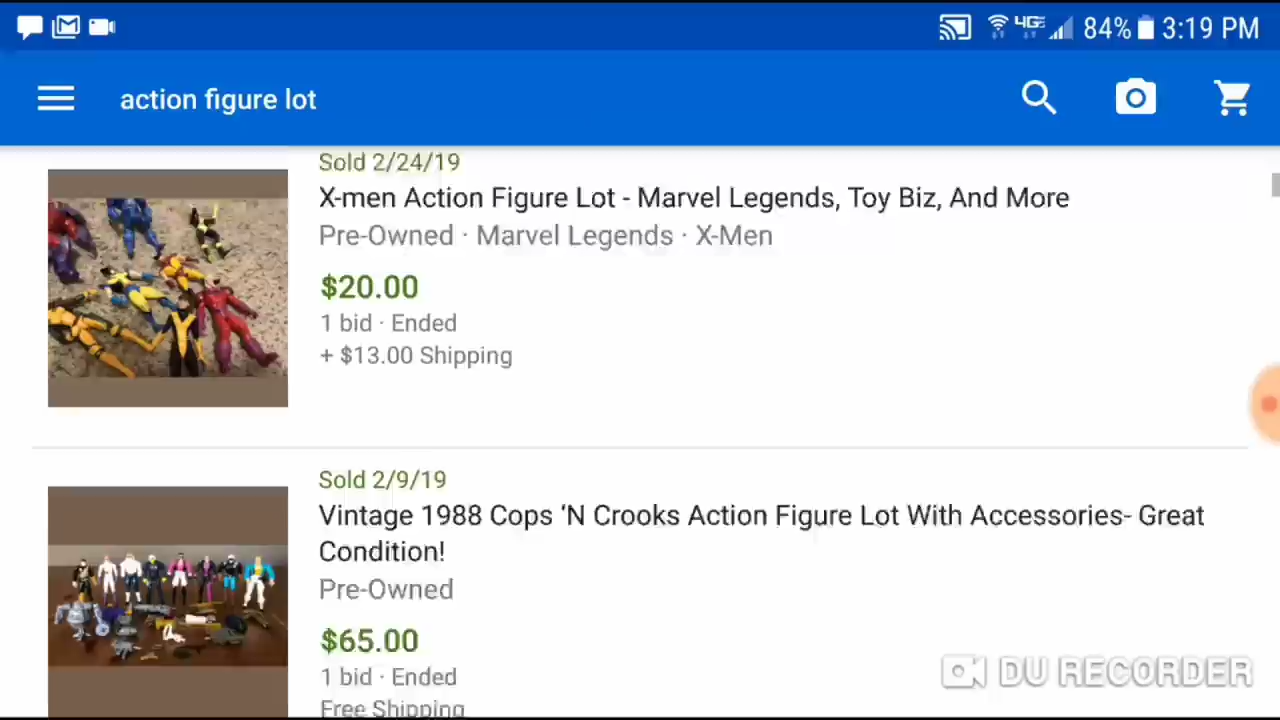 4GE 84% 3:19 PM
action figure lot
Sold 2/24/19
X-men Action Figure Lot - Marvel Legends, Toy Biz, And More
Pre-Owned · Marvel Legends · X-Men
$20.00
1 bid · Ended
+ $13.00 Shipping
Sold 2/9/19
Vintage 1988 Cops ‘N Crooks Action Figure Lot With Accessories- Great
Condition!
Pre-Owned
$65.00
1 bid · Ended
Free Shipping
DU RECORDER